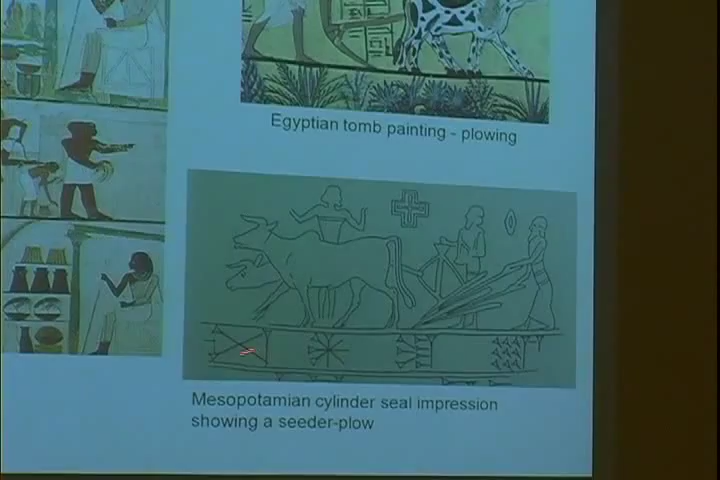 Egyptian tomb painting - plowing
Mesopotamian cylinder seal impression
showing a seeder-plow